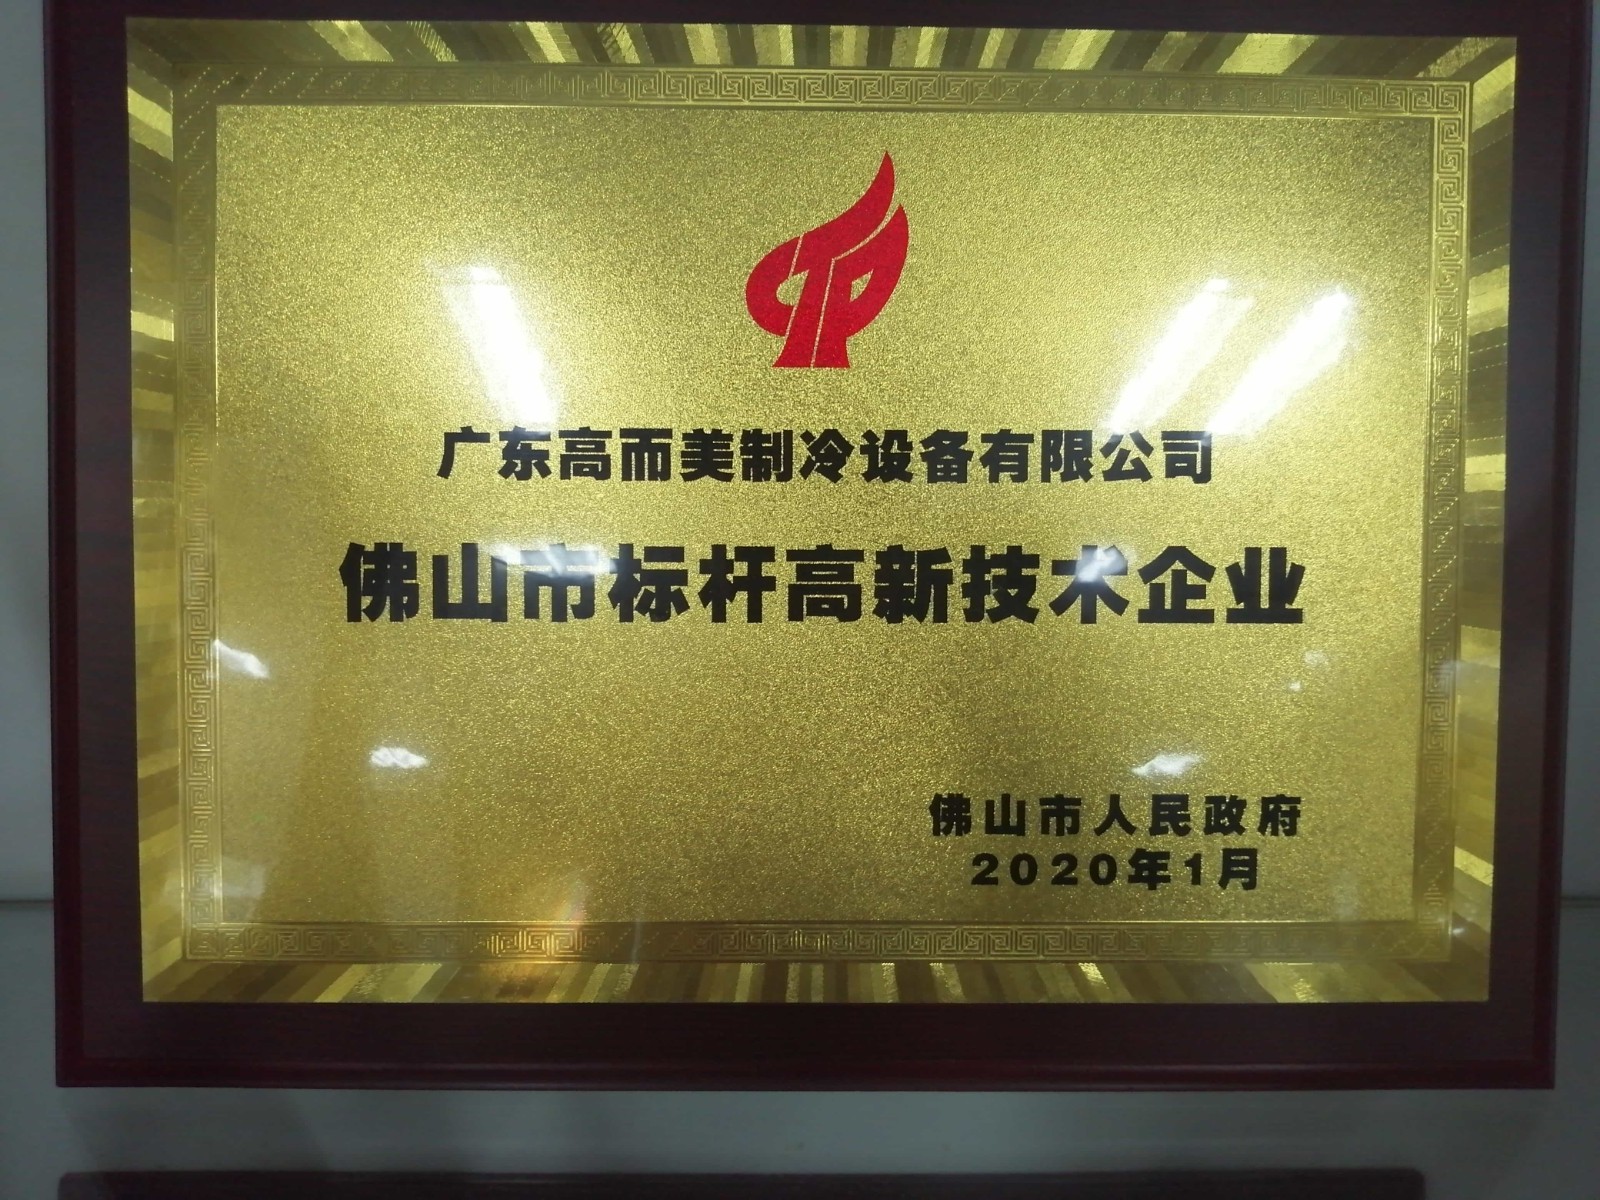 广东高而美制冷设备有限公司
佛山市标杆高新技术企业
佛山市人民政府
2020年1月